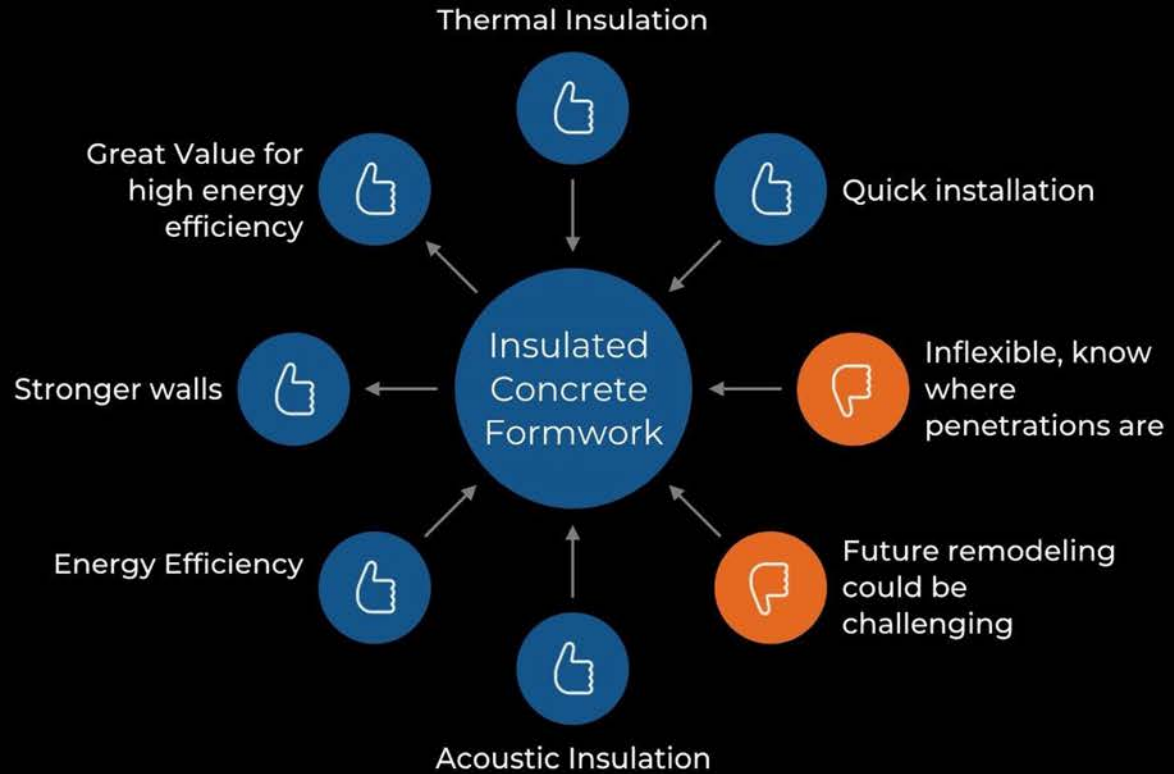 Thermal Insulation
Great Value for
high energy
efficiency
Quick installation
Insulated
Concrete
Formwork
Stronger walls
Inflexible, know
where
penetrations are
Energy Efficiency
Future remodeling
could be
challenging
Acoustic Insulation